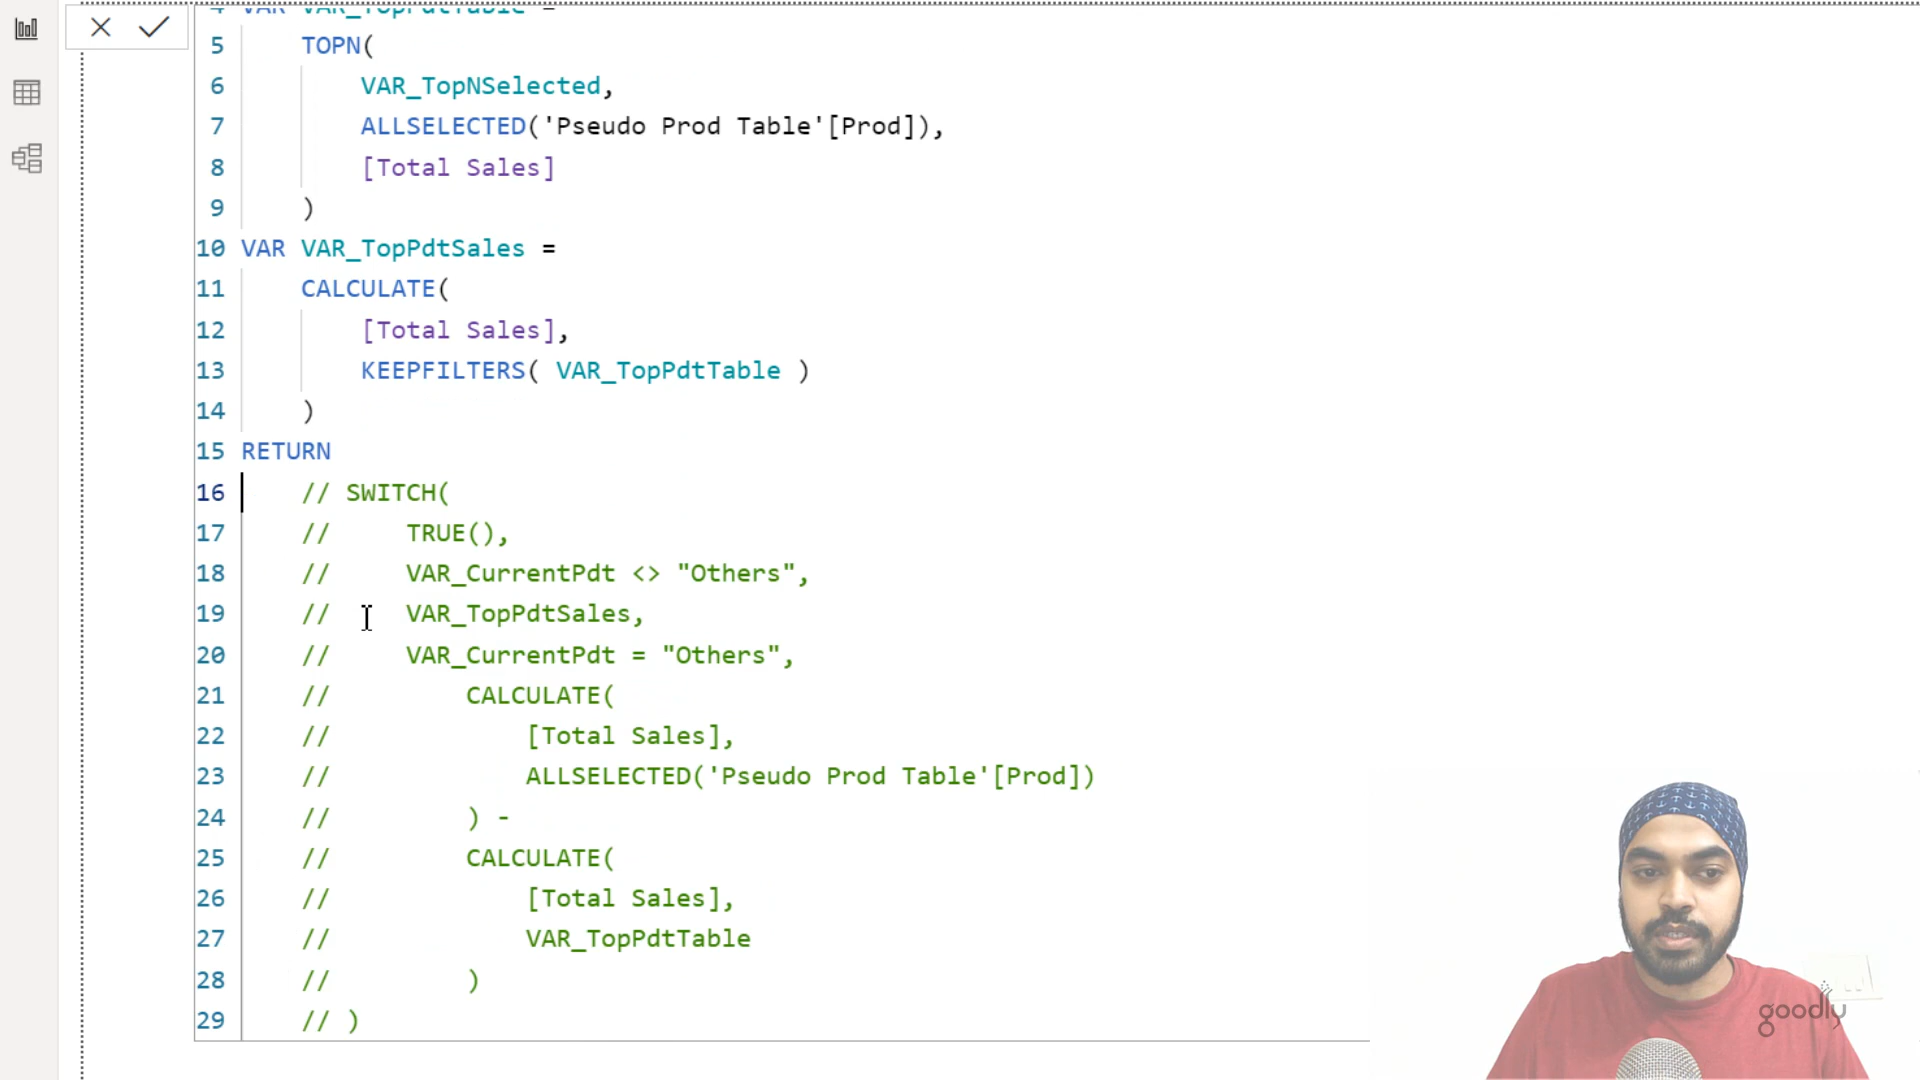 4 VAR VAR_TopPdtTable =
5 TOPN(
6 VAR_TopNSelected,
7 ALLSELECTED('Pseudo Prod Table'[Prod]),
8 [Total Sales]
9 )
10 VAR VAR_TopPdtSales =
11 CALCULATE(
12 [Total Sales],
13 KEEPFILTERS( VAR_TopPdtTable )
14 )
15 RETURN
16 // SWITCH(
17 // TRUE(),
18 // VAR_CurrentPdt <> "Others",
19 // VAR_TopPdtSales,
20 // VAR_CurrentPdt = "Others",
21 // CALCULATE(
22 // [Total Sales],
23 // ALLSELECTED('Pseudo Prod Table'[Prod])
24 // ) -
25 // CALCULATE(
26 // [Total Sales],
27 // VAR_TopPdtTable
28 // )
29 // )
goodly